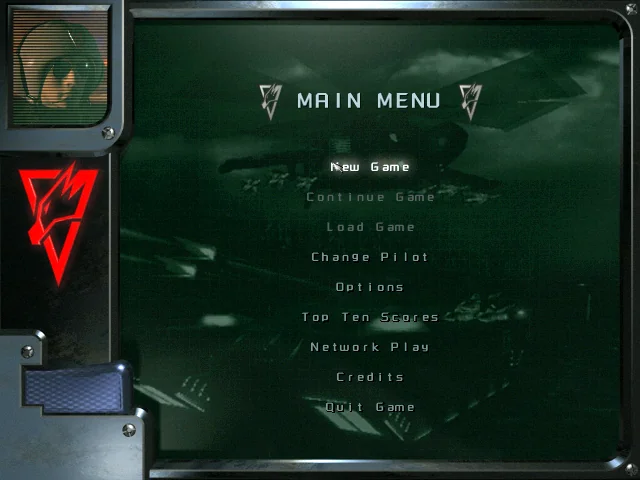 MAIN MENU
New Game
Continue Game
Load Game
Change Pilot
Options
Top Ten Scores
Network Play
Credits
Quit Game